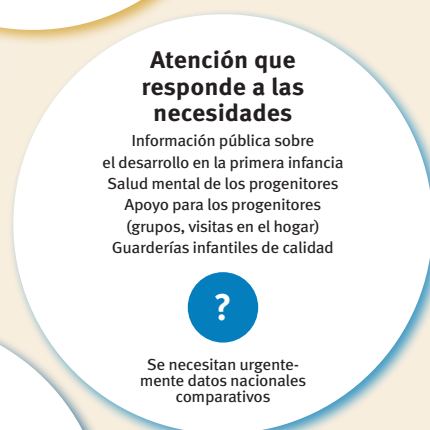 Atención que
responde a las
necesidades
Información pública sobre
el desarrollo en la primera infancia
Salud mental de los progenitores
Apoyo para los progenitores
(grupos, visitas en el hogar)
Guarderías infantiles de calidad
?
Se necesitan urgente-
mente datos nacionales
comparativos